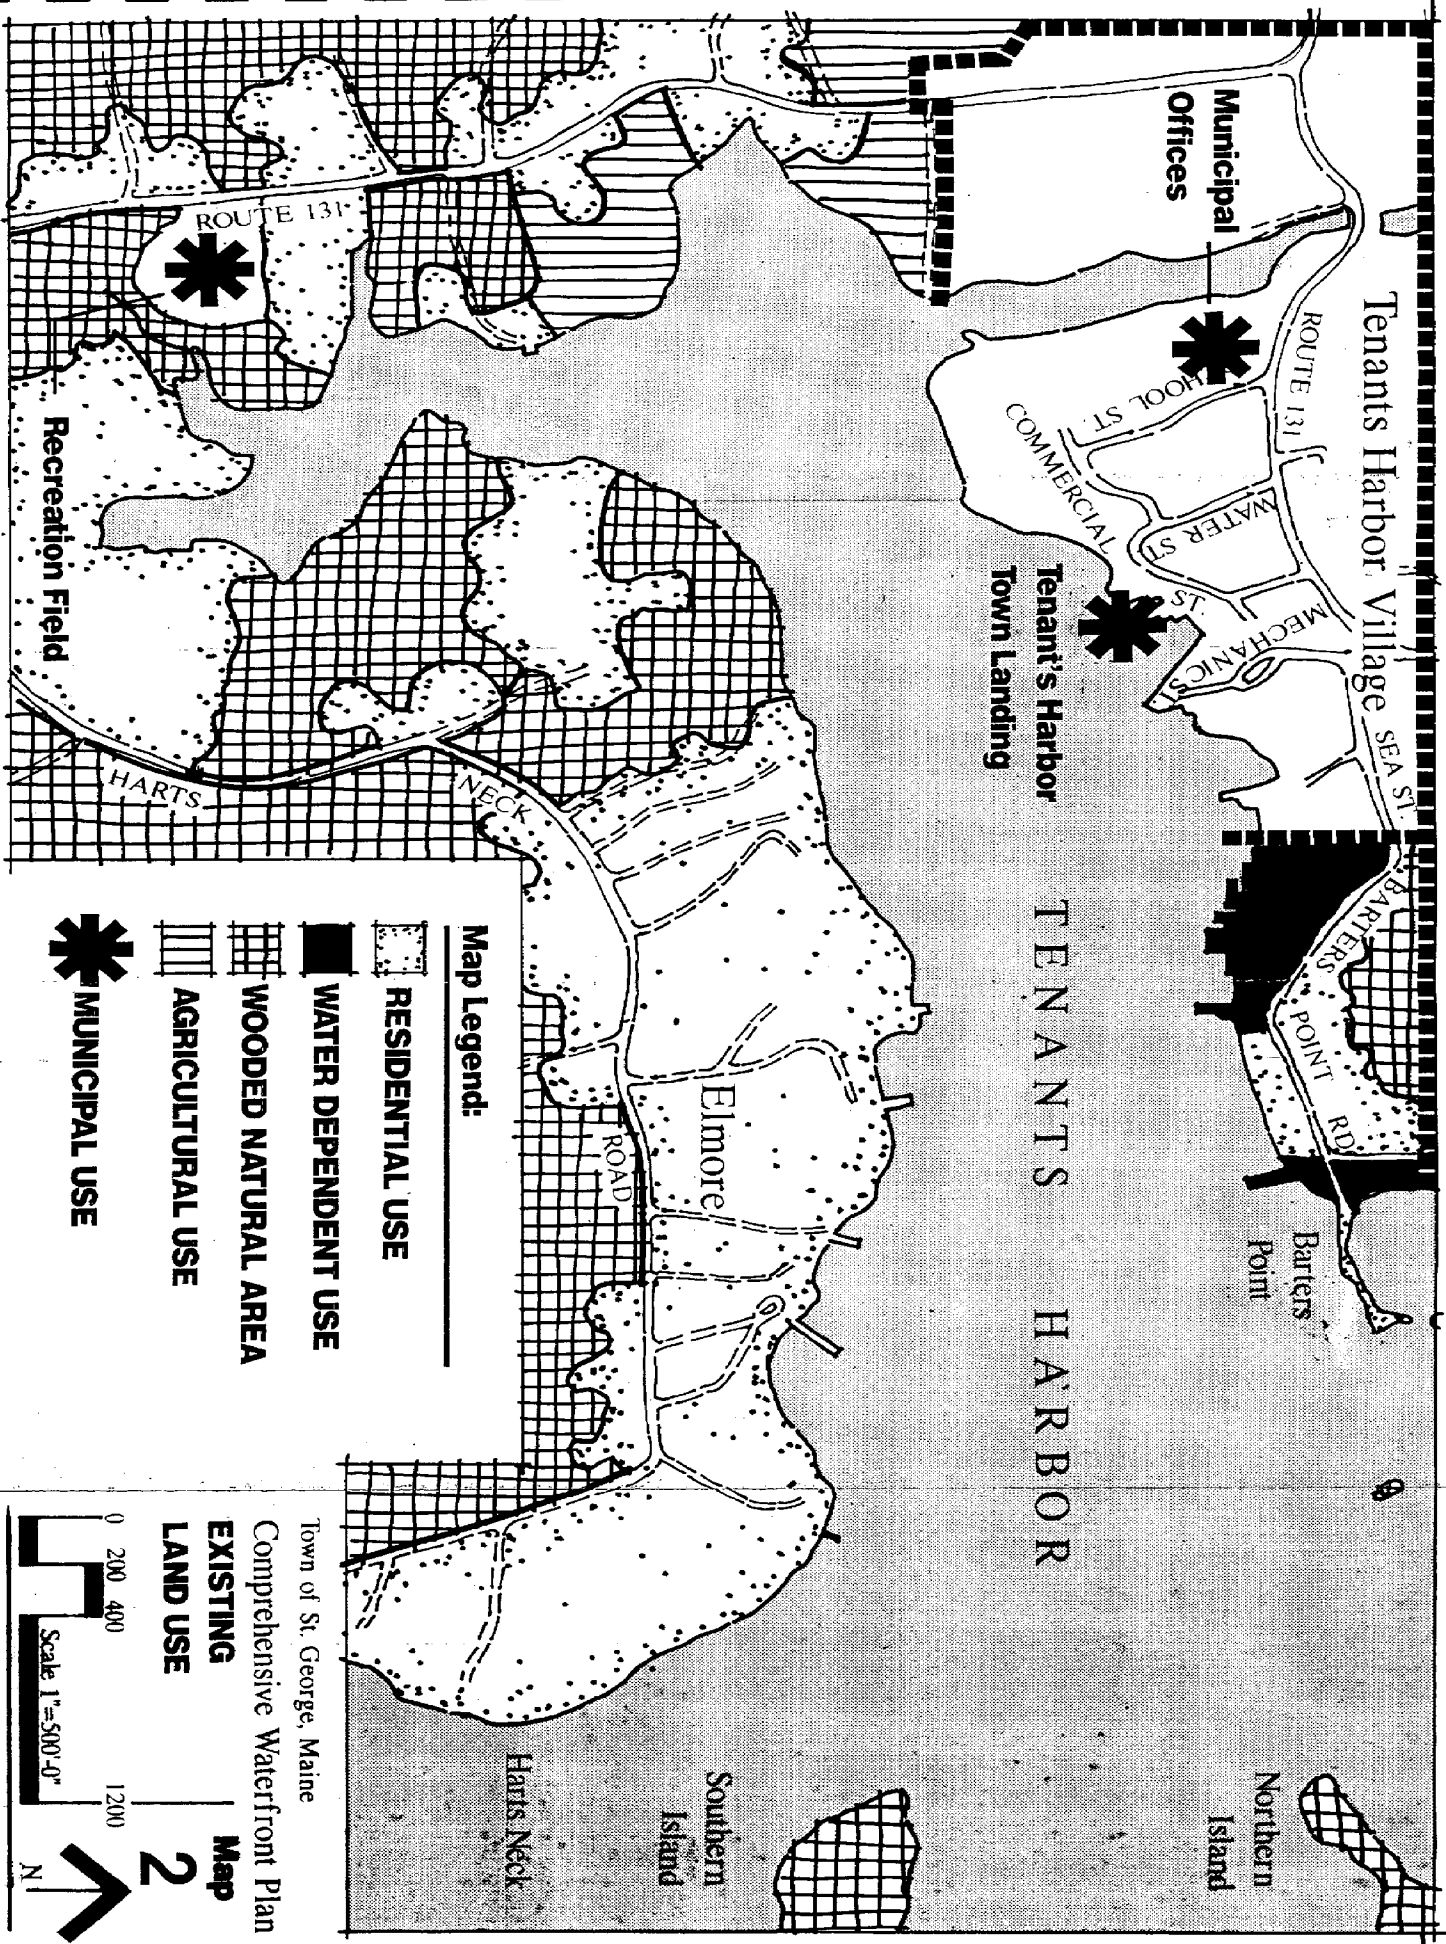 Tenants Harbor Village
SEA ST.
ROUTE 131
Municipal
Offices
HOOL ST.
WATER ST.
COMMERCIAL
ST.
MECHANICS
Tenant's Harbor
Town Landing
BARTERS
POINT
RD.
Barters
Point
TENANTS HARBOR
Northern
Island
Southern
Island
Harts Neck
ROUTE 131
Recreation Field
HARTS
NECK
ROAD
Elmore
Map Legend:
RESIDENTIAL USE
WATER DEPENDENT USE
WOODED NATURAL AREA
AGRICULTURAL USE
MUNICIPAL USE
Town of St. George, Maine
Comprehensive Waterfront Plan
EXISTING
LAND USE
Map
2
0 200 400 1200
Scale 1"=500'-0"
N